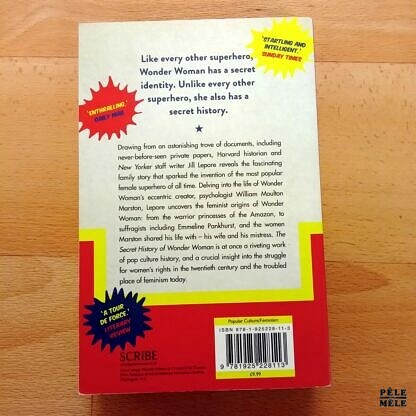 'STARTLING AND
INTELLIGENT.'
SUNDAY TIMES
Like every other superhero,
Wonder Woman has a secret
identity. Unlike every other
superhero, she also has a
secret history.
'ENTHRALLING.'
DAILY MAIL
Drawing from an astonishing trove of documents, including
never-before-seen private papers, Harvard historian and
New Yorker staff writer Jill Lepore reveals the fascinating
family story that sparked the invention of the most popular
female superhero of all time. Delving into the life of Wonder
Woman's eccentric creator, psychologist William Moulton
Marston, Lepore uncovers the feminist origins of Wonder
Woman: from the warrior princesses of the Amazon, to
suffragists including Emmeline Pankhurst, and the women
Marston shared his life with – his wife and his mistress. The
Secret History of Wonder Woman is at once a riveting work
of pop culture history, and a crucial insight into the struggle
for women's rights in the twentieth century and the troubled
place of feminism today.
'A TOUR
DE FORCE.'
LITERARY
REVIEW
SCRIBE
Popular Culture/Feminism
ISBN 978-1-925228-11-3
9 781925 228113
£9.99
PÊLE
MÊLE